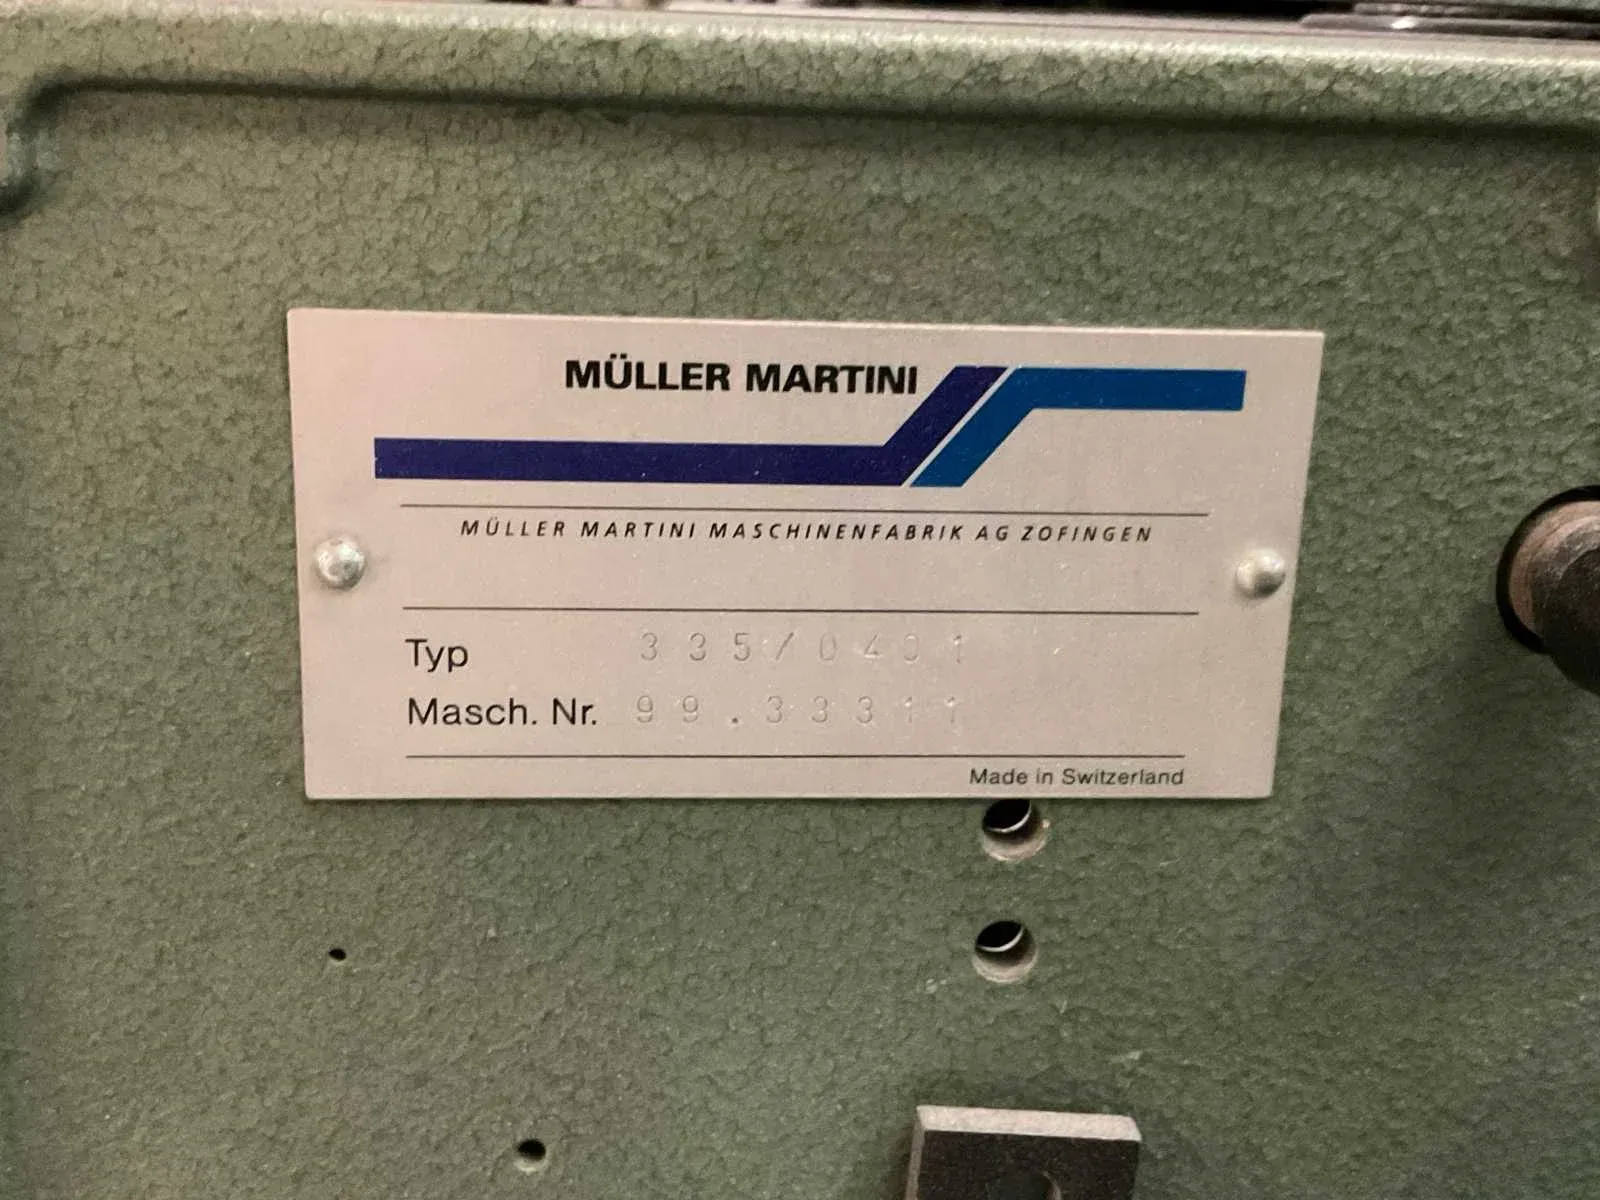 MÜLLER MARTINI
MÜLLER MARTINI MASCHINENFABRIK AG ZOFINGEN
Typ 335/0401
Masch. Nr. 99.33311
Made in Switzerland